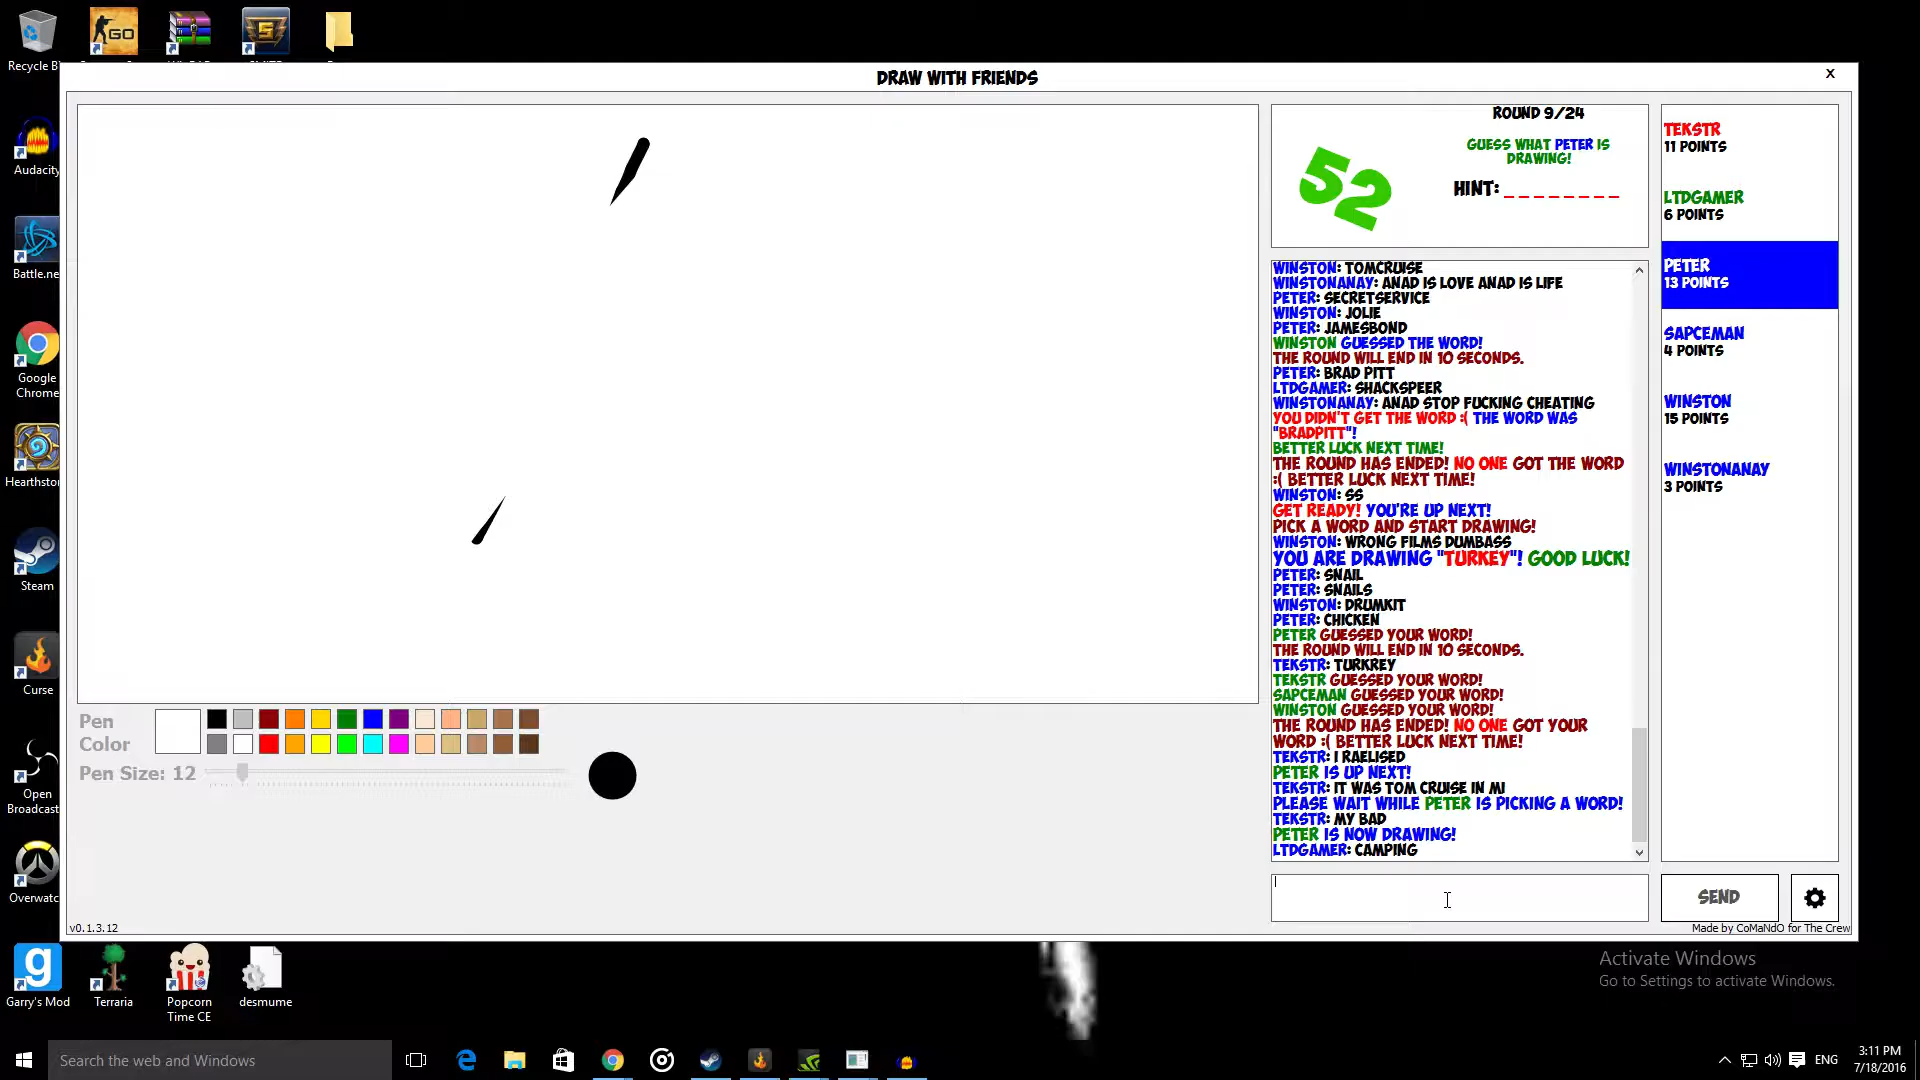 Recycle B
DRAW WITH FRIENDS
X
GO
ROUND 9/24
GUESS WHAT PETER IS
DRAWING!
52
HINT: _ _ _ _ _ _ _ _
TEKSTR
11 POINTS
LTDGAMER
6 POINTS
PETER
13 POINTS
SAPCEMAN
4 POINTS
WINSTON
15 POINTS
WINSTONANAY
3 POINTS
Audacity
Battle.ne
Google
Chrome
Hearthston
Steam
Curse
Open
Broadcast
Overwatc
WINSTON: TOMCRUISE
WINSTONANAY: ANAD IS LOVE ANAD IS LIFE
PETER: SECRETSERVICE
WINSTON: JOLIE
PETER: JAMESBOND
WINSTON GUESSED THE WORD!
THE ROUND WILL END IN 10 SECONDS.
PETER: BRAD PITT
LTDGAMER: SHACKSPEER
WINSTONANAY: ANAD STOP FUCKING CHEATING
YOU DIDN'T GET THE WORD :( THE WORD WAS
"BRADPITT"!
BETTER LUCK NEXT TIME!
THE ROUND HAS ENDED! NO ONE GOT THE WORD
:( BETTER LUCK NEXT TIME!
WINSTON: SS
GET READY! YOU'RE UP NEXT!
PICK A WORD AND START DRAWING!
WINSTON: WRONG FILMS DUMBASS
YOU ARE DRAWING "TURKEY"! GOOD LUCK!
PETER: SNAIL
PETER: SNAILS
WINSTON: DRUMKIT
PETER: CHICKEN
PETER GUESSED YOUR WORD!
THE ROUND WILL END IN 10 SECONDS.
TEKSTR: TURKREY
TEKSTR GUESSED YOUR WORD!
SAPCEMAN GUESSED YOUR WORD!
WINSTON GUESSED YOUR WORD!
THE ROUND HAS ENDED! NO ONE GOT YOUR
WORD :( BETTER LUCK NEXT TIME!
TEKSTR: I RAELISED
PETER IS UP NEXT!
TEKSTR: IT WAS TOM CRUISE IN MI
PLEASE WAIT WHILE PETER IS PICKING A WORD!
TEKSTR: MY BAD
PETER IS NOW DRAWING!
LTDGAMER: CAMPING
Pen
Color
Pen Size: 12
SEND
v0.1.3.12
Made by CoMaNdO for The Crew
g
Garry's Mod
Terraria
Popcorn
Time CE
desmume
Activate Windows
Go to Settings to activate Windows.
Search the web and Windows
ENG
3:11 PM
7/18/2016